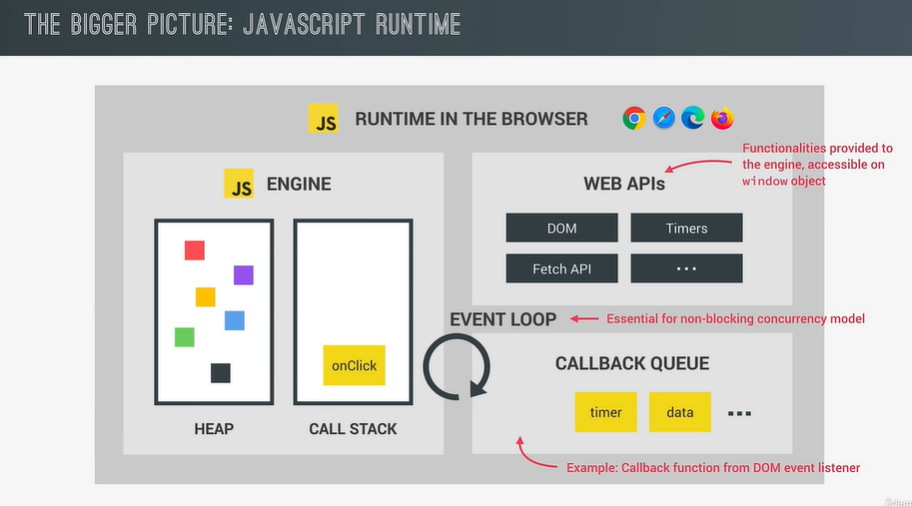 THE BIGGER PICTURE: JAVASCRIPT RUNTIME
JS RUNTIME IN THE BROWSER
Functionalities provided to
the engine, accessible on
window object
JS ENGINE
WEB APIs
DOM
Timers
Fetch API
...
EVENT LOOP
Essential for non-blocking concurrency model
onClick
CALLBACK QUEUE
timer
data
...
HEAP
CALL STACK
Example: Callback function from DOM event listener